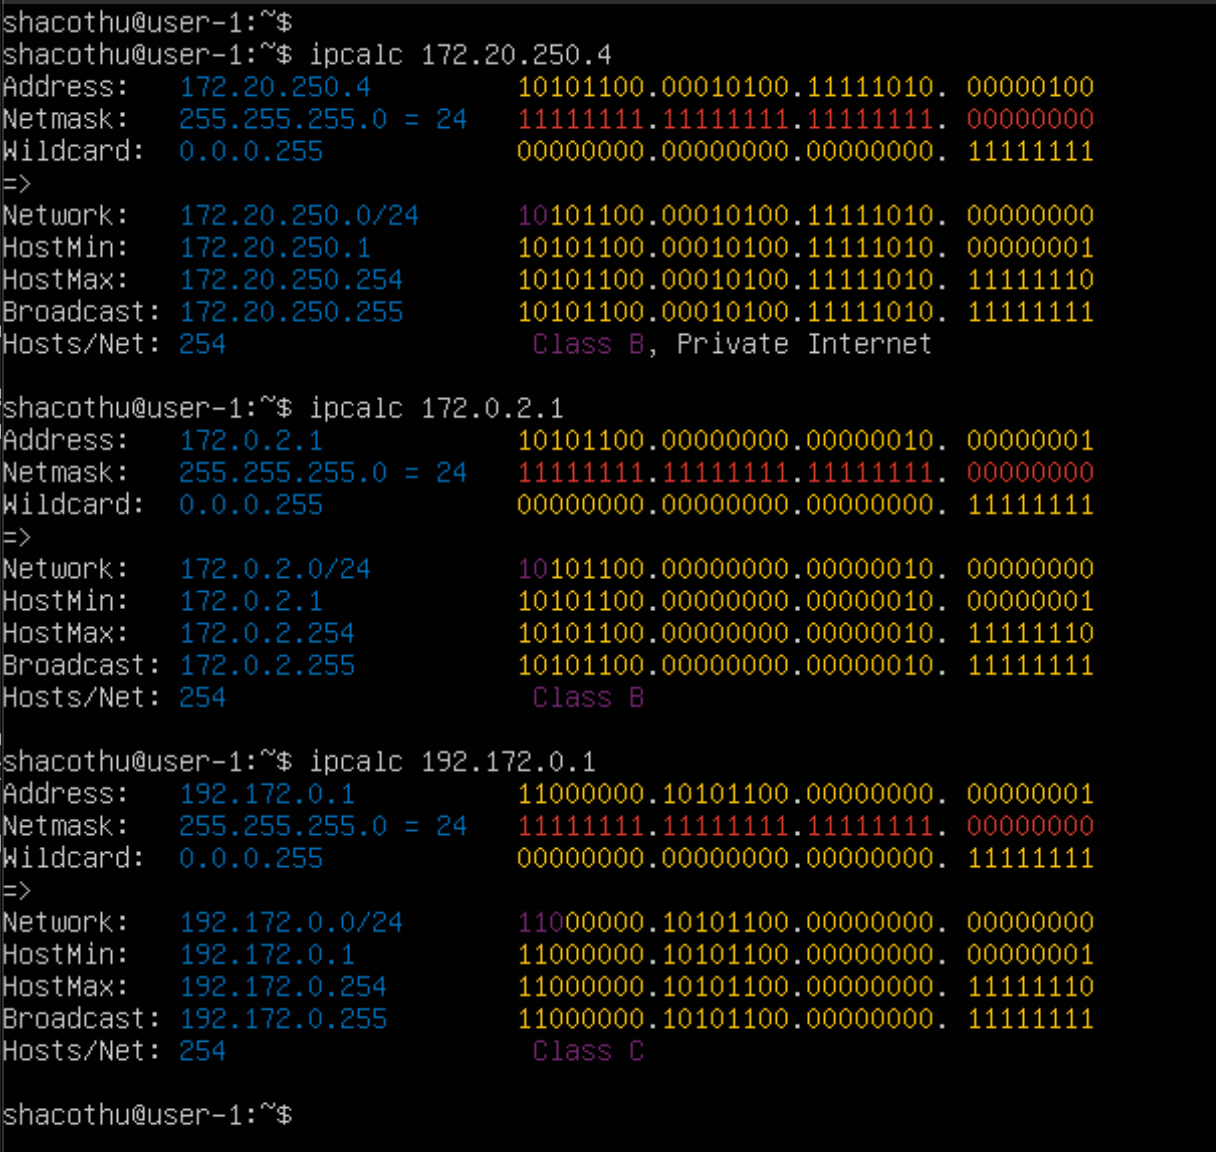 shacothu@user-1:~$
shacothu@user-1:~$ ipcalc 172.20.250.4
Address:   172.20.250.4         10101100.00010100.11111010. 00000100
Netmask:   255.255.255.0 = 24   11111111.11111111.11111111. 00000000
Wildcard:  0.0.0.255            00000000.00000000.00000000. 11111111
=>
Network:   172.20.250.0/24      10101100.00010100.11111010. 00000000
HostMin:   172.20.250.1         10101100.00010100.11111010. 00000001
HostMax:   172.20.250.254       10101100.00010100.11111010. 11111110
Broadcast: 172.20.250.255       10101100.00010100.11111010. 11111111
Hosts/Net: 254                   Class B, Private Internet

shacothu@user-1:~$ ipcalc 172.0.2.1
Address:   172.0.2.1            10101100.00000000.00000010. 00000001
Netmask:   255.255.255.0 = 24   11111111.11111111.11111111. 00000000
Wildcard:  0.0.0.255            00000000.00000000.00000000. 11111111
=>
Network:   172.0.2.0/24         10101100.00000000.00000010. 00000000
HostMin:   172.0.2.1            10101100.00000000.00000010. 00000001
HostMax:   172.0.2.254          10101100.00000000.00000010. 11111110
Broadcast: 172.0.2.255          10101100.00000000.00000010. 11111111
Hosts/Net: 254                   Class B

shacothu@user-1:~$ ipcalc 192.172.0.1
Address:   192.172.0.1          11000000.10101100.00000000. 00000001
Netmask:   255.255.255.0 = 24   11111111.11111111.11111111. 00000000
Wildcard:  0.0.0.255            00000000.00000000.00000000. 11111111
=>
Network:   192.172.0.0/24       11000000.10101100.00000000. 00000000
HostMin:   192.172.0.1          11000000.10101100.00000000. 00000001
HostMax:   192.172.0.254        11000000.10101100.00000000. 11111110
Broadcast: 192.172.0.255        11000000.10101100.00000000. 11111111
Hosts/Net: 254                   Class C

shacothu@user-1:~$